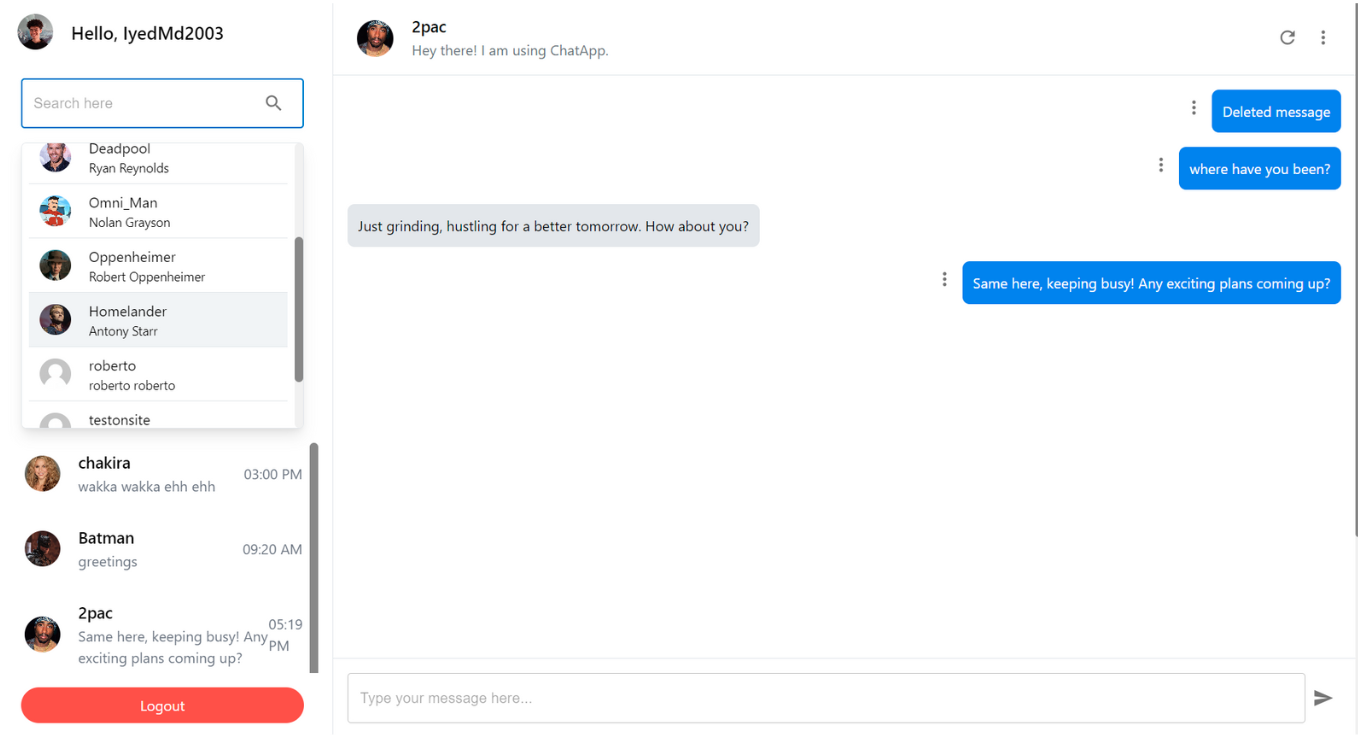 Hello, IyedMd2003
Search here
Deadpool
Ryan Reynolds
Omni_Man
Nolan Grayson
Oppenheimer
Robert Oppenheimer
Homelander
Antony Starr
roberto
roberto roberto
testonsite
chakira
wakka wakka ehh ehh
03:00 PM
Batman
greetings
09:20 AM
2pac
Same here, keeping busy! Any
exciting plans coming up?
05:19
PM
Logout
2pac
Hey there! I am using ChatApp.
Deleted message
where have you been?
Just grinding, hustling for a better tomorrow. How about you?
Same here, keeping busy! Any exciting plans coming up?
Type your message here...